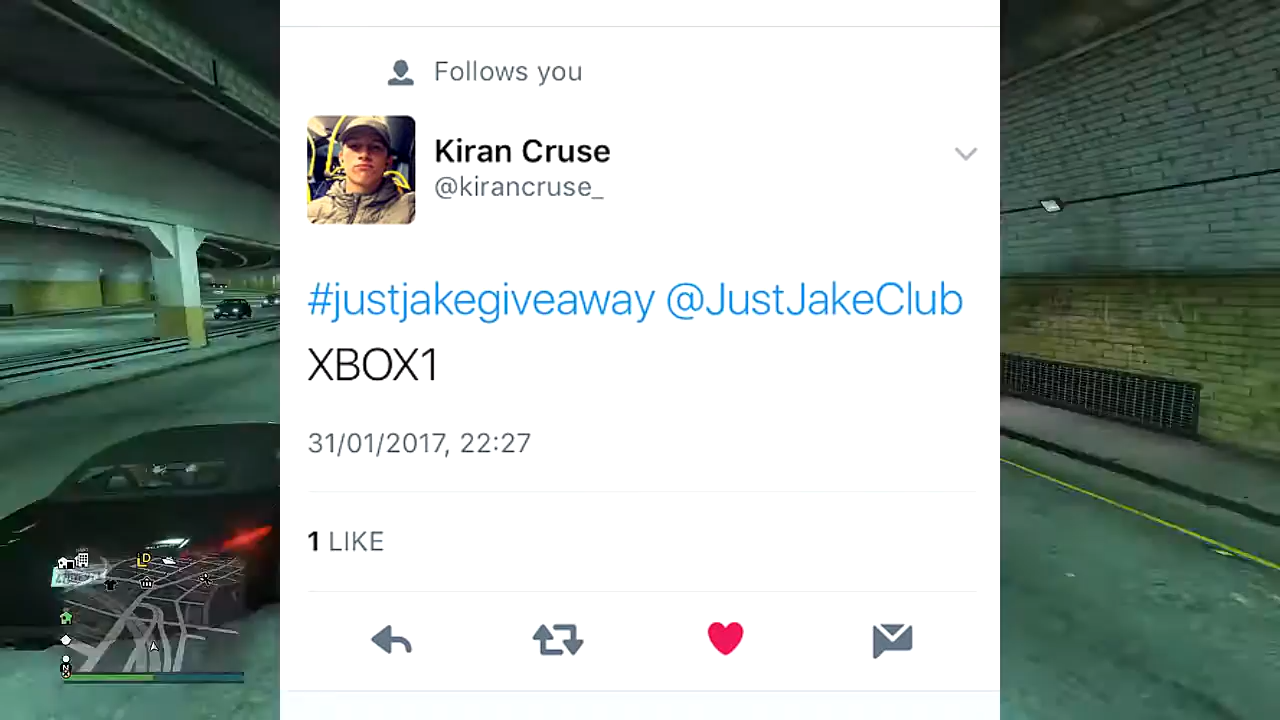 Follows you
Kiran Cruse
@kirancruse_
#justjakegiveaway @JustJakeClub
XBOX1
31/01/2017, 22:27
1 LIKE